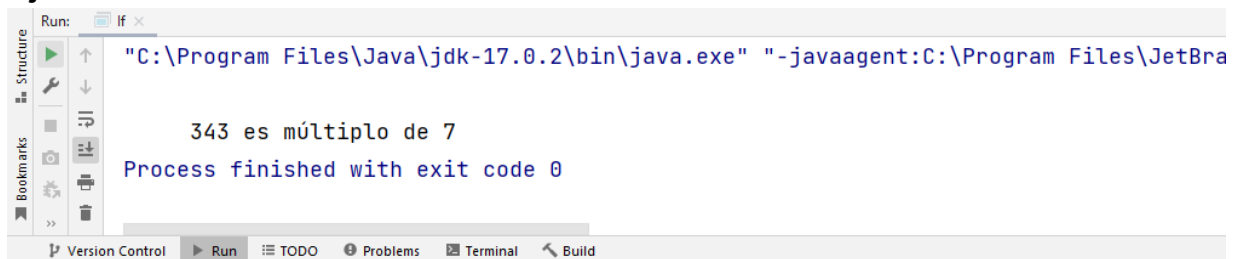 Run: If
"C:\Program Files\Java\jdk-17.0.2\bin\java.exe" "-javaagent:C:\Program Files\JetBra
343 es múltiplo de 7
Process finished with exit code 0
Structure
Bookmarks
Version Control Run TODO Problems Terminal Build